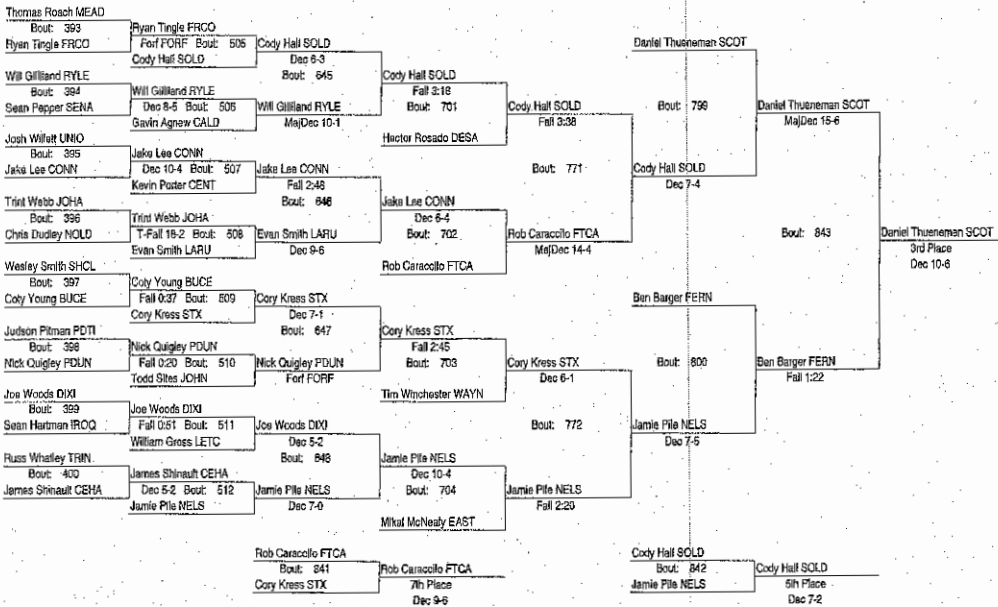 Thomas Roach MEAD
Bout: 393
Ryan Tingle FRCO
Will Gilliland RYLE
Bout: 394
Sean Pepper SENA
Josh Willett UNIO
Bout: 395
Jake Lee CONN
Trint Webb JOHA
Bout: 396
Chris Dudley NOLD
Wesley Smith SHCL
Bout: 397
Coty Young BUCE
Judson Pitman PDTI
Bout: 398
Nick Quigley PDUN
Joe Woods DIXI
Bout: 399
Sean Hartman IROQ
Russ Whatley TRIN
Bout: 400
James Shinault CEHA
Ryan Tingle FRCO
Forf FORF Bout: 505
Cody Hall SOLD
Will Gilliland RYLE
Dec 8-5 Bout: 506
Gavin Agnew CALD
Jake Lee CONN
Dec 10-4 Bout: 507
Kevin Porter CENT
Trint Webb JOHA
T-Fall 18-2 Bout: 508
Evan Smith LARU
Coty Young BUCE
Fall 0:37 Bout: 509
Cory Kress STX
Nick Quigley PDUN
Fall 0:20 Bout: 510
Todd Sites JOHN
Joe Woods DIXI
Fall 0:51 Bout: 511
William Gross LETC
James Shinault CEHA
Dec 5-2 Bout: 512
Jamie Pile NELS
Cody Hall SOLD
Dec 6-3
Bout: 645
Will Gilliland RYLE
MajDec 10-1
Jake Lee CONN
Fall 2:48
Bout: 646
Evan Smith LARU
Dec 9-6
Cory Kress STX
Dec 7-1
Bout: 647
Nick Quigley PDUN
Forf FORF
Joe Woods DIXI
Dec 5-2
Bout: 648
Jamie Pile NELS
Dec 7-0
Cody Hall SOLD
Fall 3:18
Bout: 701
Hector Rosado DESA
Jake Lee CONN
Dec 6-4
Bout: 702
Rob Caracollo FTCA
Cory Kress STX
Fall 2:45
Bout: 703
Tim Winchester WAYN
Jamie Pile NELS
Dec 10-4
Bout: 704
Mikal McNealy EAST
Cody Hall SOLD
Fall 3:38
Bout: 771
Rob Caracollo FTCA
MajDec 14-4
Cory Kress STX
Dec 6-1
Bout: 772
Jamie Pile NELS
Fall 2:20
Daniel Thueneman SCOT
Bout: 799
Cody Hall SOLD
Dec 7-4
Ben Barger FERN
Bout: 800
Jamie Pile NELS
Dec 7-5
Daniel Thueneman SCOT
MajDec 15-6
Bout: 843
Ben Barger FERN
Fall 1:22
Daniel Thueneman SCOT
3rd Place
Dec 10-6
Rob Caracollo FTCA
Bout: 841
Cory Kress STX
Rob Caracollo FTCA
7th Place
Dec 9-6
Cody Hall SOLD
Bout: 842
Jamie Pile NELS
Cody Hall SOLD
5th Place
Dec 7-2